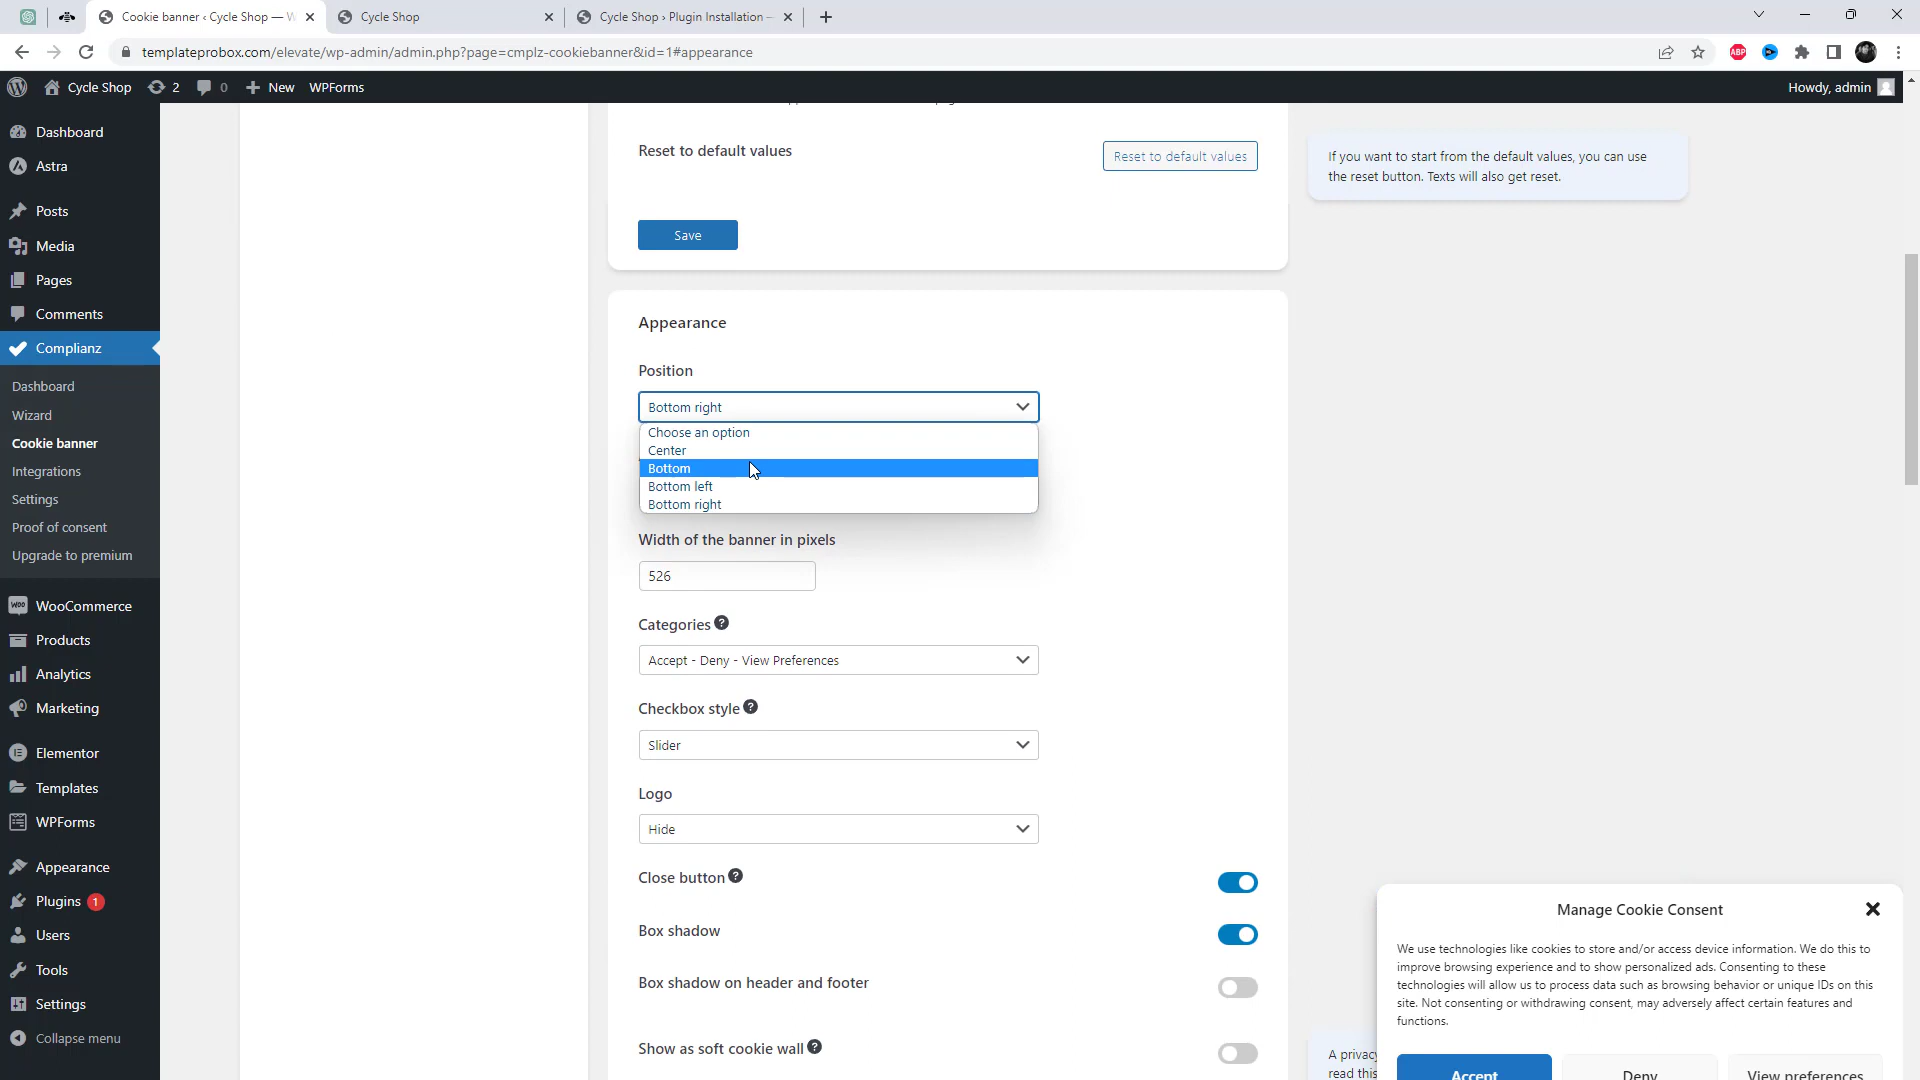 Cookie banner ‹ Cycle Shop — W
Cycle Shop
Cycle Shop › Plugin Installation —
templateprobox.com/elevate/wp-admin/admin.php?page=cmplz-cookiebanner&id=1#appearance
ABP
Cycle Shop
2
0
New
WPForms
Howdy, admin
Dashboard
Astra
Posts
Media
Pages
Comments
Complianz
Dashboard
Wizard
Cookie banner
Integrations
Settings
Proof of consent
Upgrade to premium
WooCommerce
Products
Analytics
Marketing
Elementor
Templates
WPForms
Appearance
Plugins 1
Users
Tools
Settings
Collapse menu
Reset to default values
Reset to default values
If you want to start from the default values, you can use
the reset button. Texts will also get reset.
Save
Appearance
Position
Bottom right
Choose an option
Center
Bottom
Bottom left
Bottom right
Width of the banner in pixels
526
Categories ?
Accept - Deny - View Preferences
Checkbox style ?
Slider
Logo
Hide
Close button ?
Box shadow
Box shadow on header and footer
Show as soft cookie wall ?
A privacy
read this
Manage Cookie Consent
We use technologies like cookies to store and/or access device information. We do this to
improve browsing experience and to show personalized ads. Consenting to these
technologies will allow us to process data such as browsing behavior or unique IDs on this
site. Not consenting or withdrawing consent, may adversely affect certain features and
functions.
Accept
Deny
View preferences